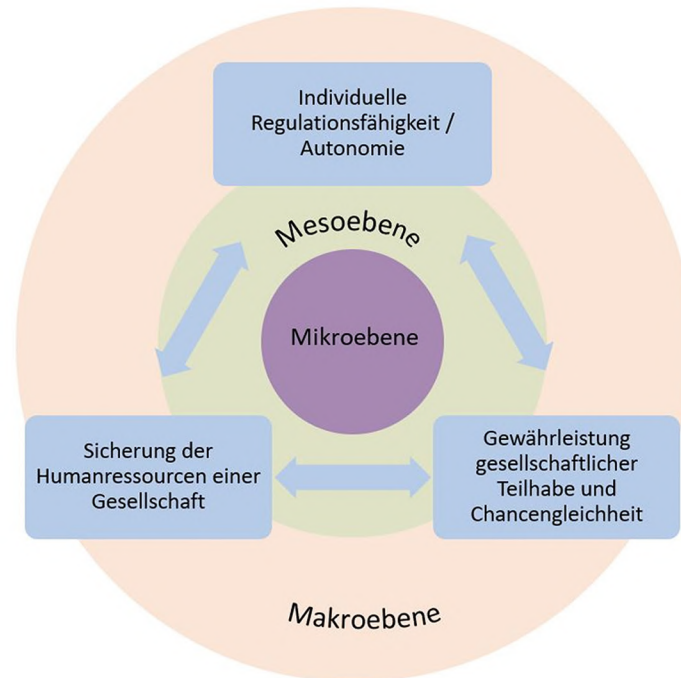 Individuelle
Regulationsfähigkeit /
Autonomie
Mesoebene
Mikroebene
Sicherung der
Humanressourcen einer
Gesellschaft
Gewährleistung
gesellschaftlicher
Teilhabe und
Chancengleichheit
Makroebene